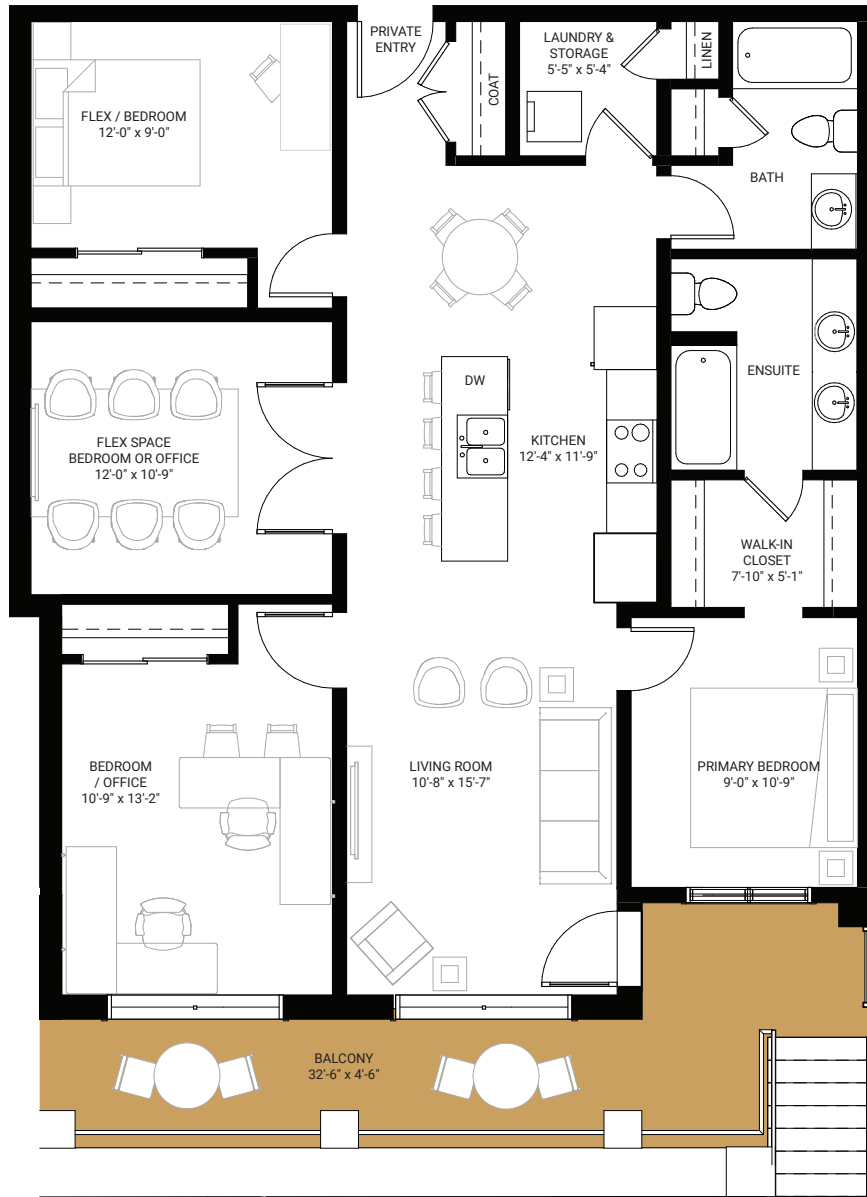 PRIVATE
ENTRY
LAUNDRY &
STORAGE
5'-5" x 5'-4"
LINEN
COAT
FLEX / BEDROOM
12'-0" x 9'-0"
BATH
DW
ENSUITE
FLEX SPACE
BEDROOM OR OFFICE
12'-0" x 10'-9"
KITCHEN
12'-4" x 11'-9"
WALK-IN
CLOSET
7'-10" x 5'-1"
BEDROOM
/ OFFICE
10'-9" x 13'-2"
LIVING ROOM
10'-8" x 15'-7"
PRIMARY BEDROOM
9'-0" x 10'-9"
BALCONY
32'-6" x 4'-6"